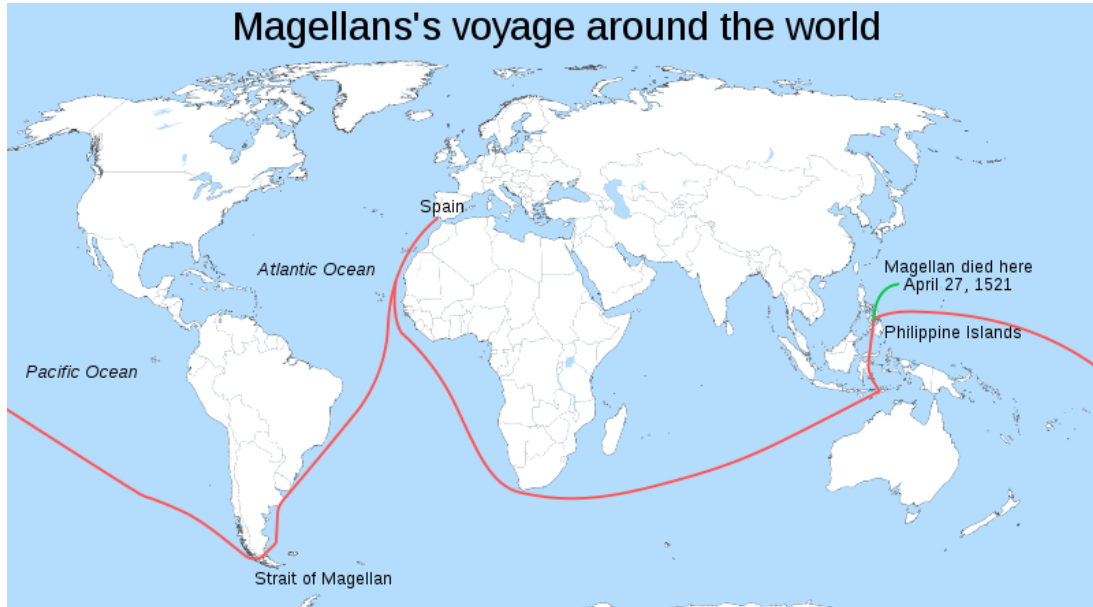 Magellans's voyage around the world
Spain
Atlantic Ocean
Magellan died here
April 27, 1521
Philippine Islands
Pacific Ocean
Strait of Magellan